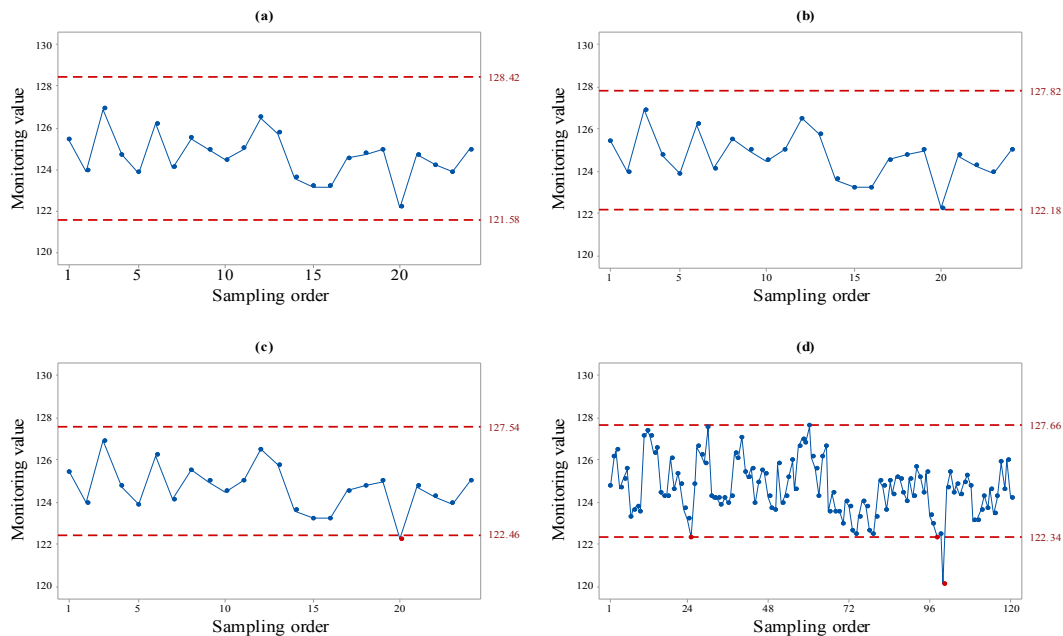 (a)
130
128
126
124
122
120
128.42
121.58
1 5 10 15 20
Monitoring value
Sampling order
(b)
130
128
126
124
122
120
127.82
122.18
1 5 10 15 20
Monitoring value
Sampling order
(c)
130
128
126
124
122
120
127.54
122.46
1 5 10 15 20
Monitoring value
Sampling order
(d)
130
128
126
124
122
120
127.66
122.34
1 24 48 72 96 120
Monitoring value
Sampling order